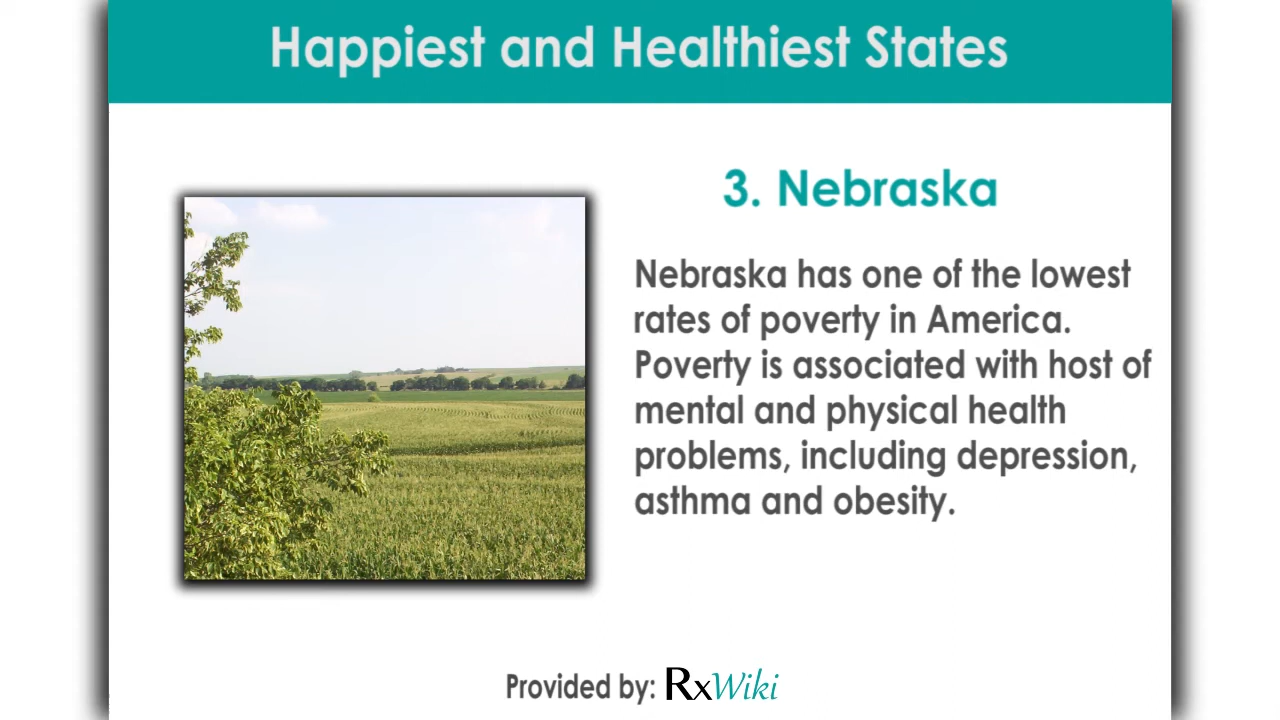 Happiest and Healthiest States
3. Nebraska
Nebraska has one of the lowest
rates of poverty in America.
Poverty is associated with host of
mental and physical health
problems, including depression,
asthma and obesity.
Provided by: RxWiki